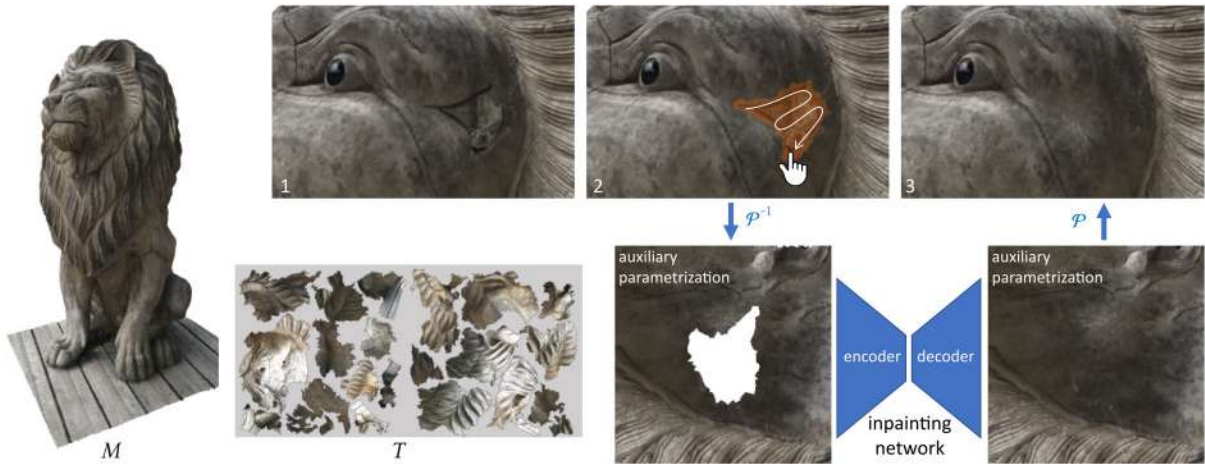 1
2
3
𝒫⁻¹
𝒫
auxiliary
parametrization
auxiliary
parametrization
encoder
decoder
inpainting
network
M
T